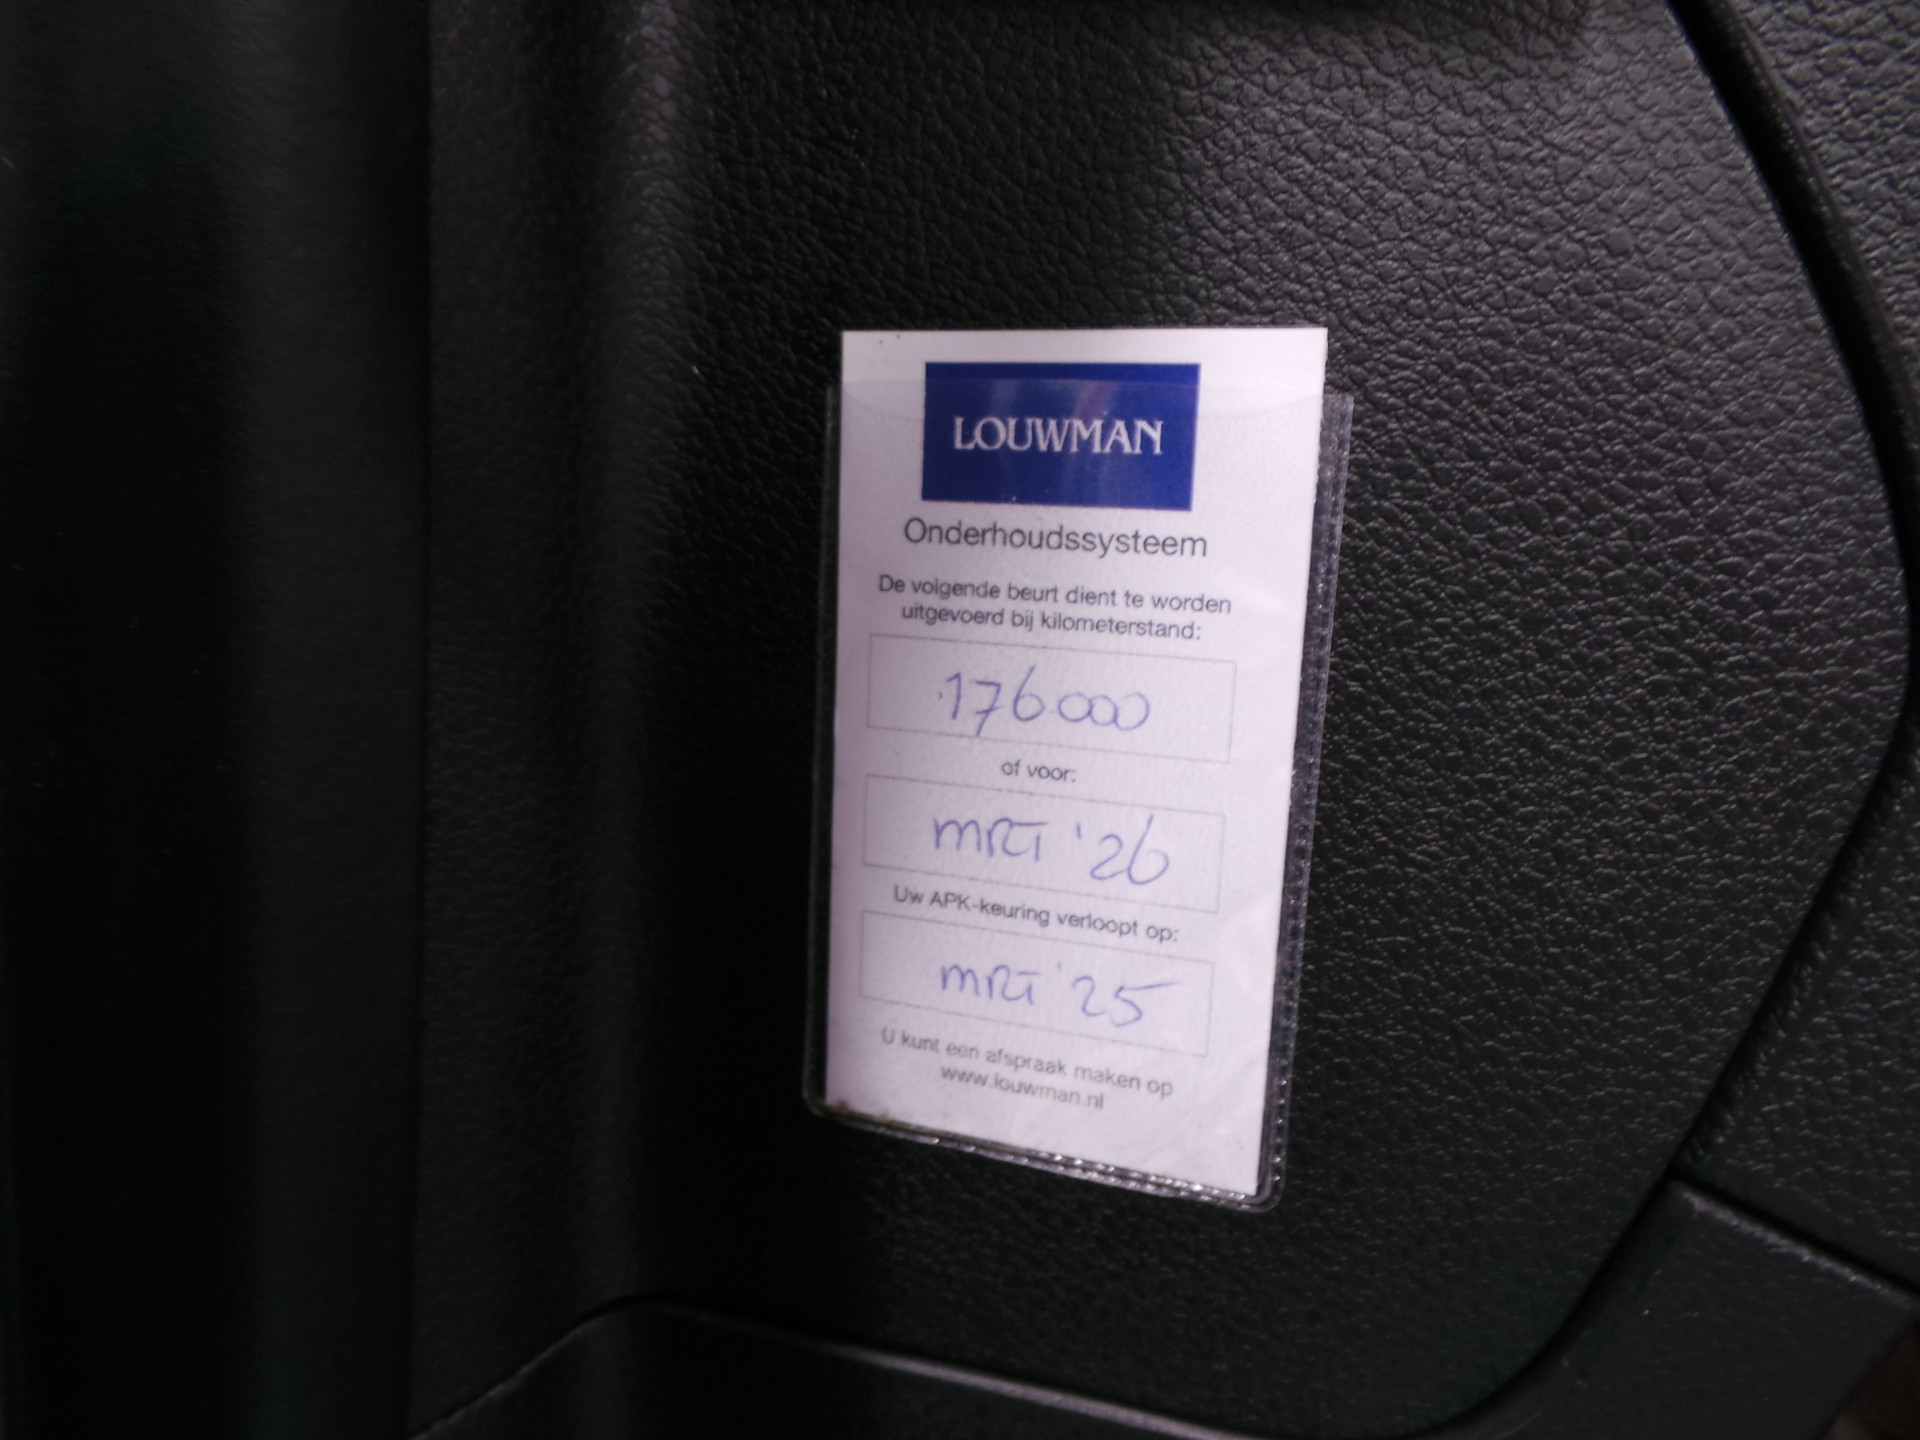 LOUWMAN
Onderhoudssysteem
De volgende beurt dient te worden
uitgevoerd bij kilometerstand:
176.000
of voor:
MRT '26
Uw APK-keuring verloopt op:
MRT '25
U kunt een afspraak maken op
www.louwman.nl